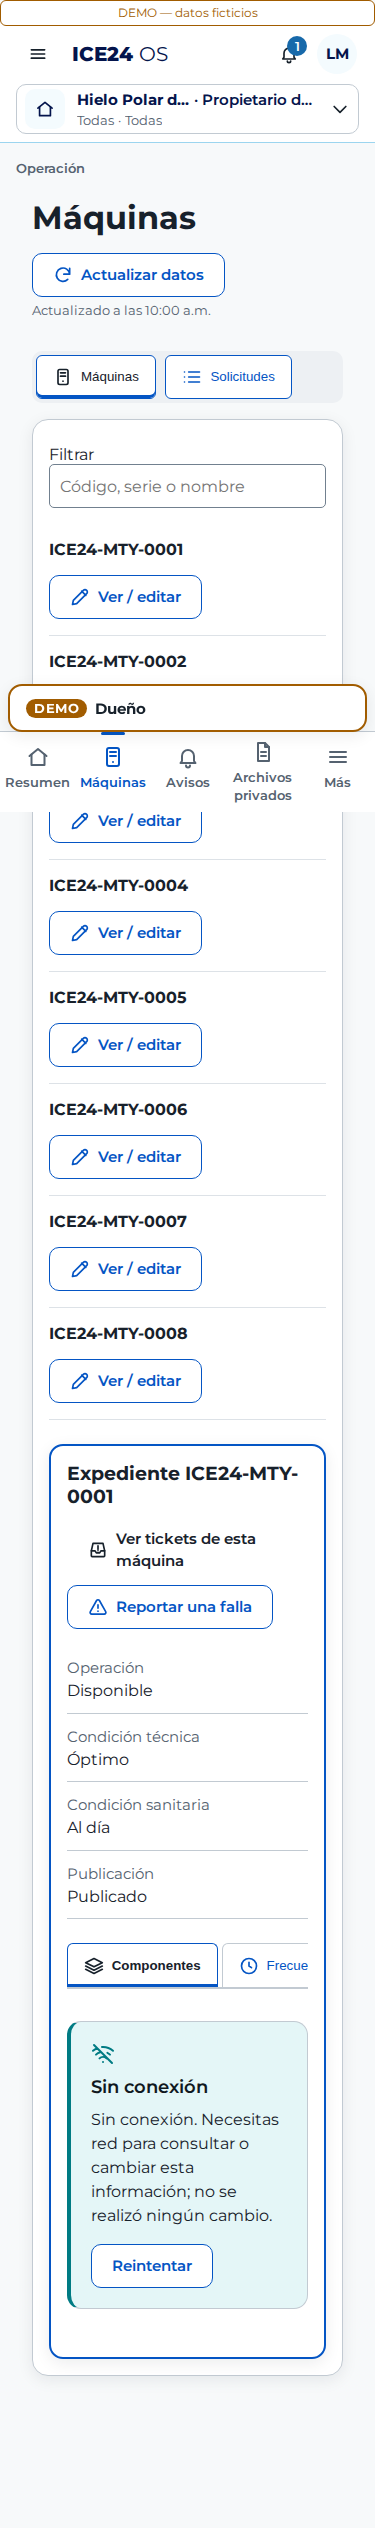 DEMO — datos ficticios
ICE24 OS
1
LM
Hielo Polar d... · Propietario d...
Todas · Todas
Operación
Máquinas
Actualizar datos
Actualizado a las 10:00 a.m.
Máquinas
Solicitudes
Filtrar
Código, serie o nombre
ICE24-MTY-0001
Ver / editar
ICE24-MTY-0002
DEMO Dueño
Resumen
Máquinas
Avisos
Archivos privados
Más
Ver / editar
ICE24-MTY-0004
Ver / editar
ICE24-MTY-0005
Ver / editar
ICE24-MTY-0006
Ver / editar
ICE24-MTY-0007
Ver / editar
ICE24-MTY-0008
Ver / editar
Expediente ICE24-MTY-
0001
Ver tickets de esta
máquina
Reportar una falla
Operación
Disponible
Condición técnica
Óptimo
Condición sanitaria
Al día
Publicación
Publicado
Componentes
Frecue
Sin conexión
Sin conexión. Necesitas
red para consultar o
cambiar esta
información; no se
realizó ningún cambio.
Reintentar